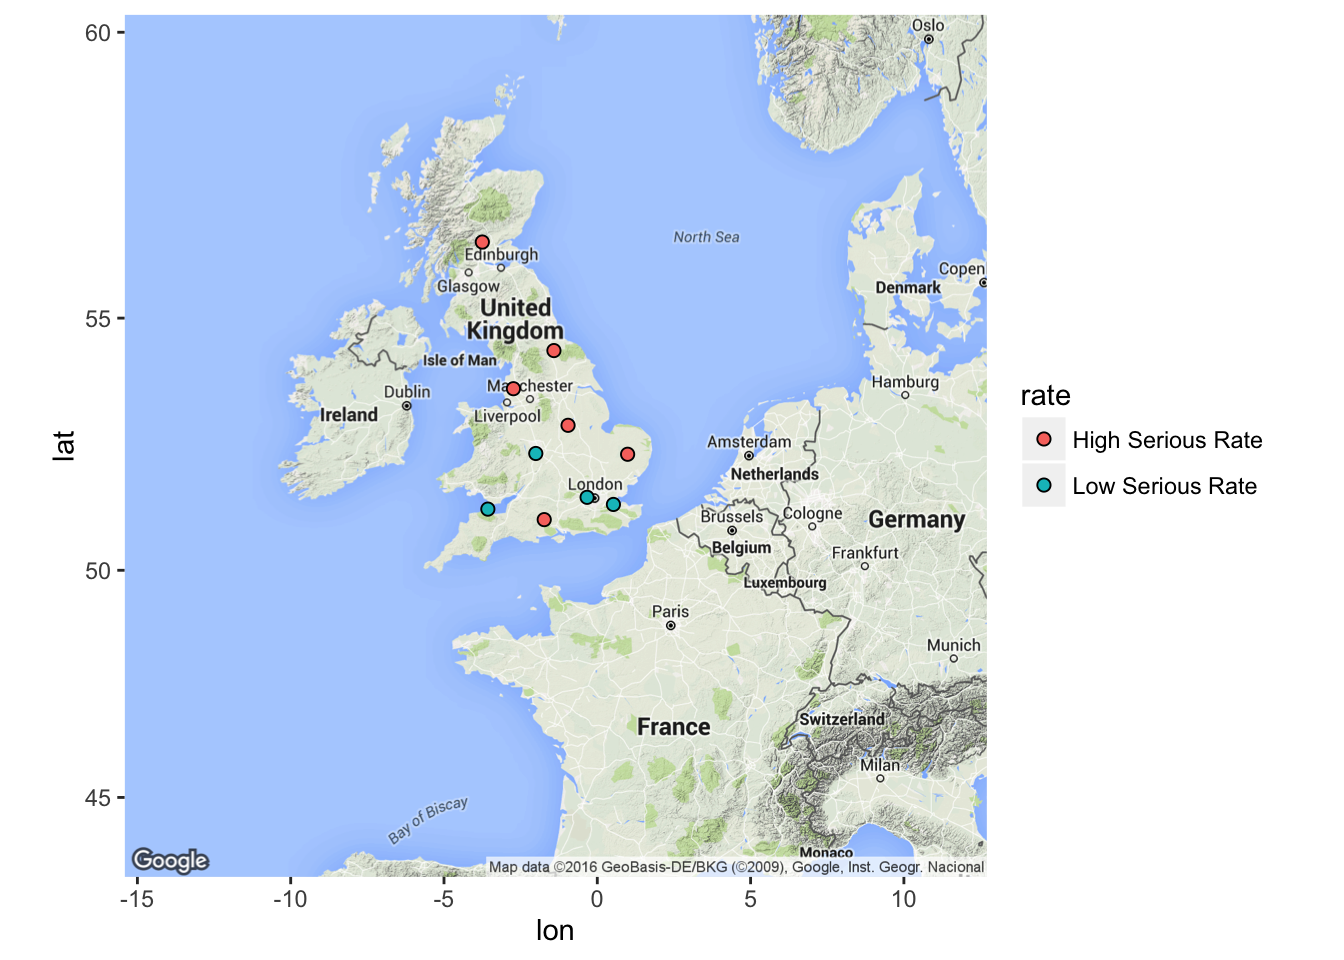 60
Oslo
North Sea
Edinburgh
Glasgow
Copen
Denmark
55
United
Kingdom
Isle of Man
Manchester
Dublin
Hamburg
rate
Ireland
Liverpool
High Serious Rate
lat
Amsterdam
Netherlands
London
Low Serious Rate
Brussels
Cologne
Germany
Belgium
Frankfurt
50
Luxembourg
Paris
Munich
France
Switzerland
Milan
45
Bay of Biscay
Monaco
Google
Map data ©2016 GeoBasis-DE/BKG (©2009), Google, Inst. Geogr. Nacional
-15 -10 -5 0 5 10
lon